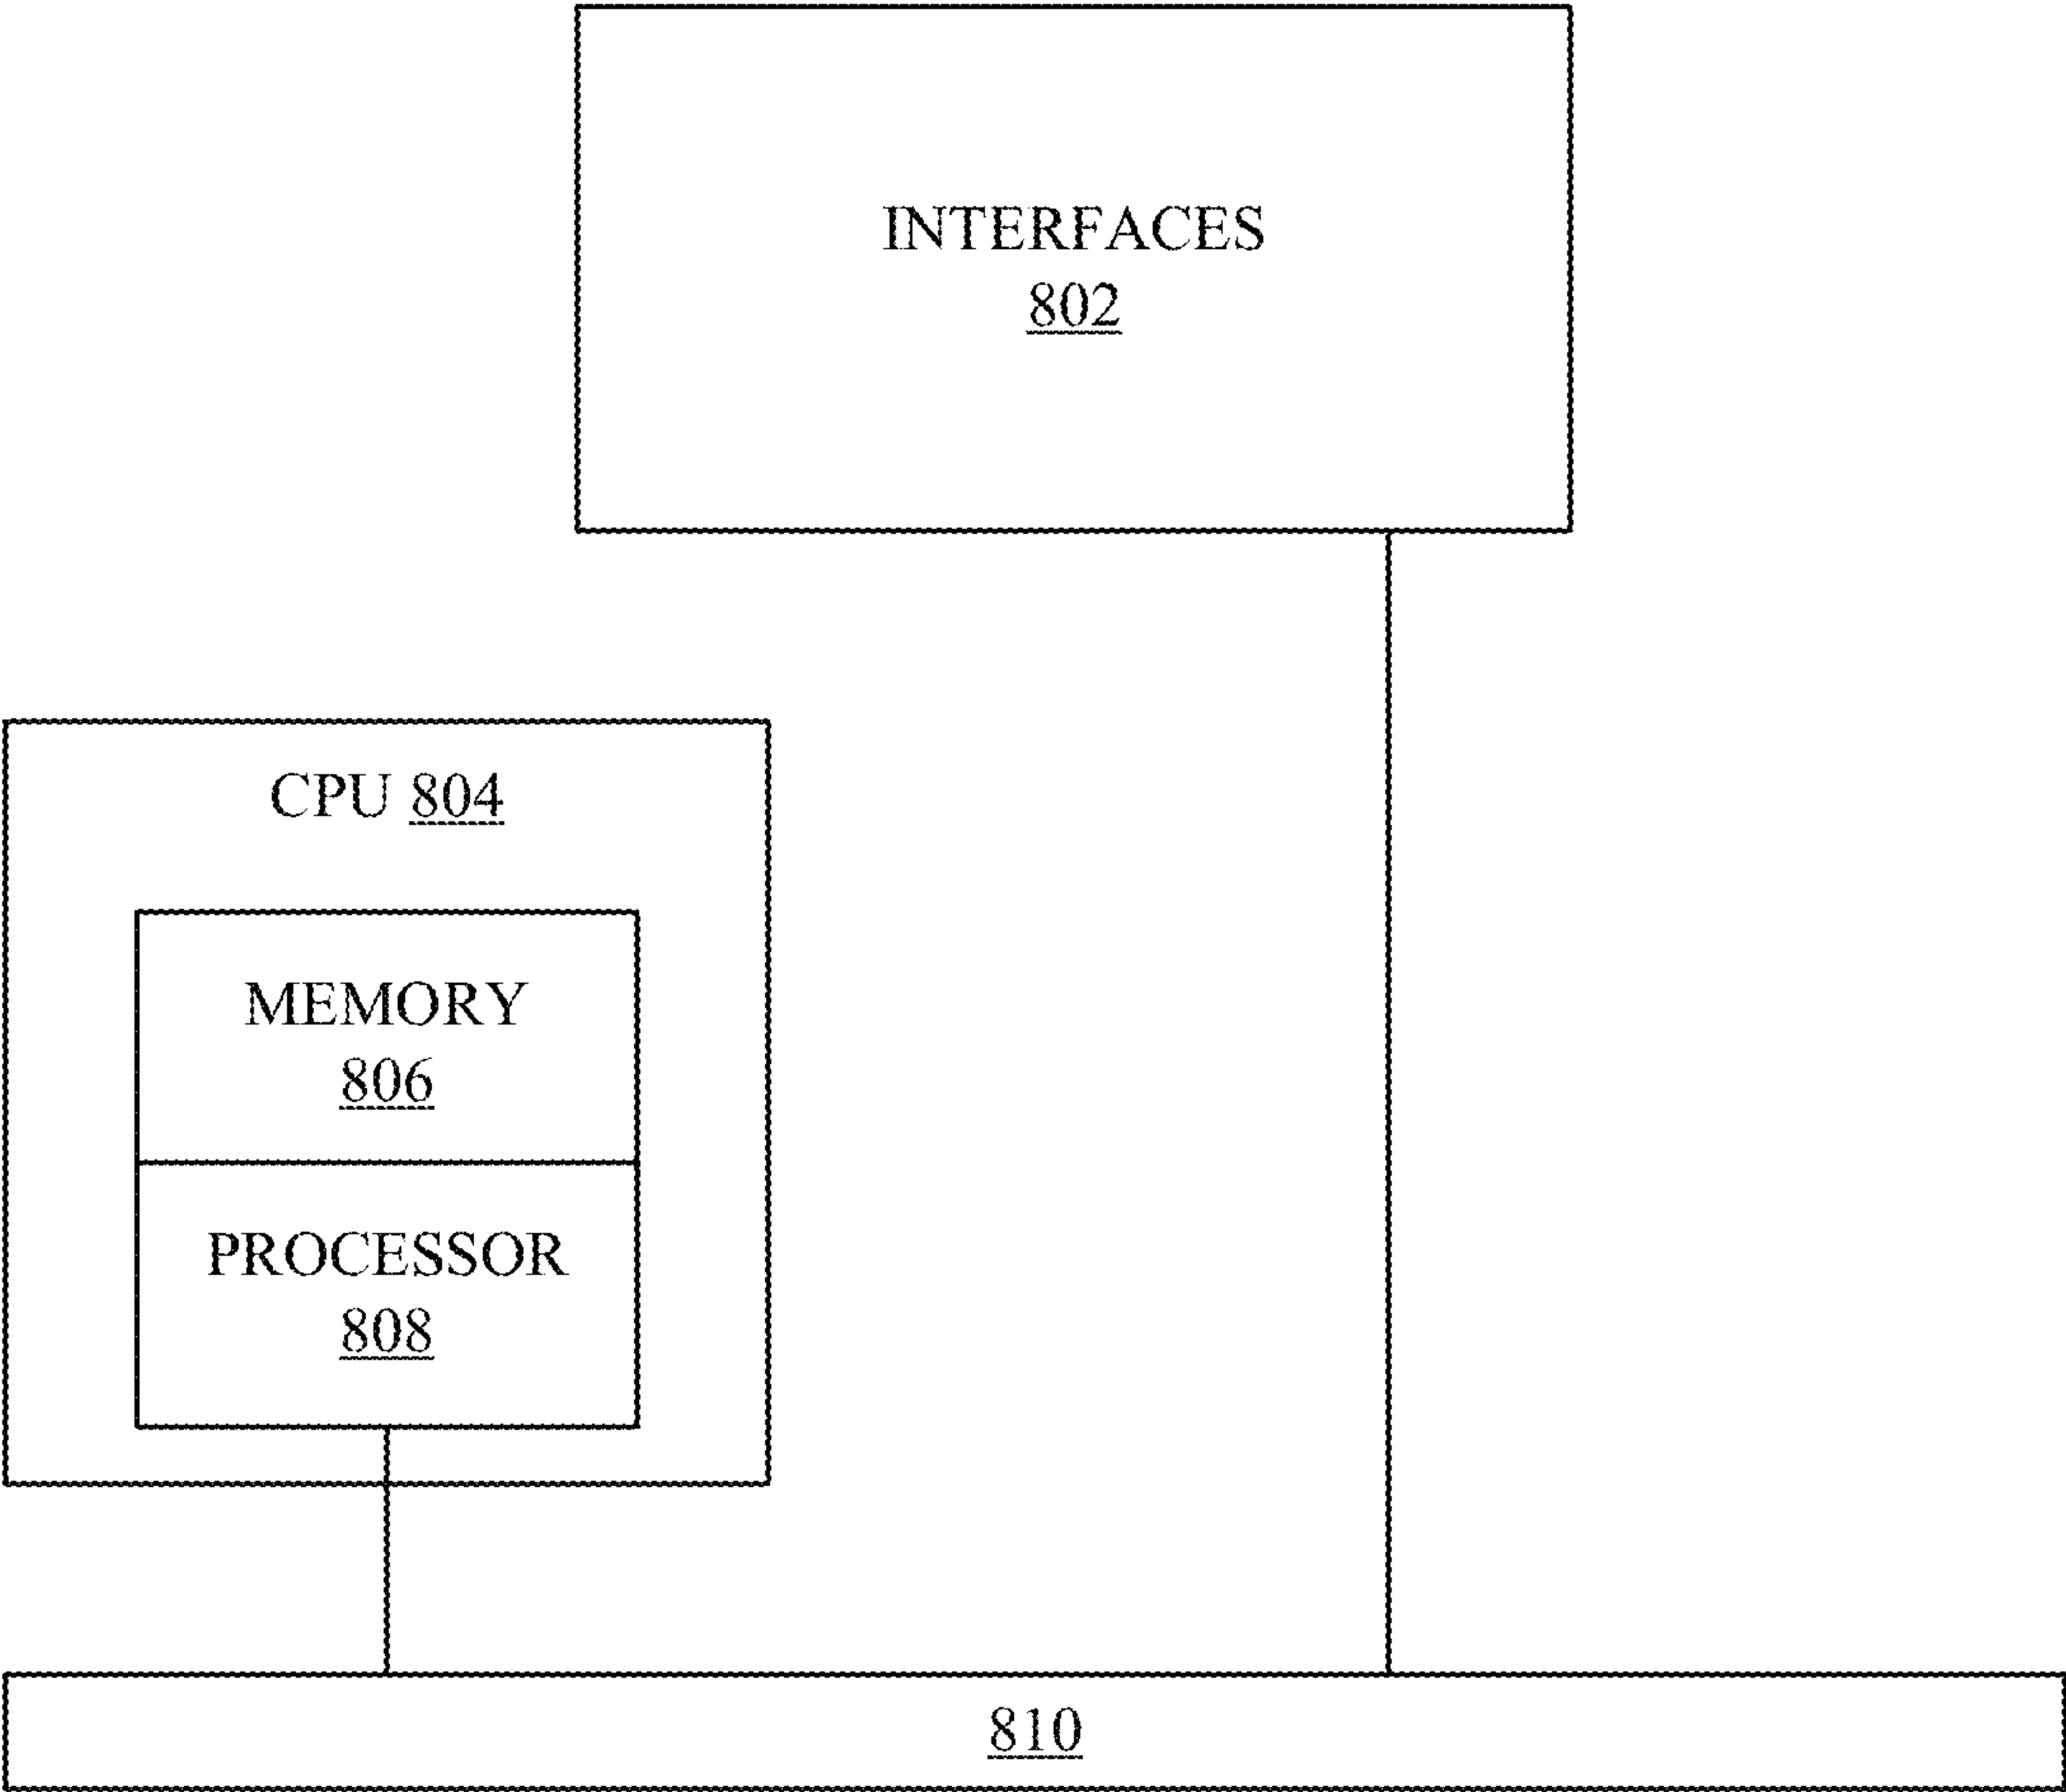 INTERFACES
802
CPU 804
MEMORY
806
PROCESSOR
808
810